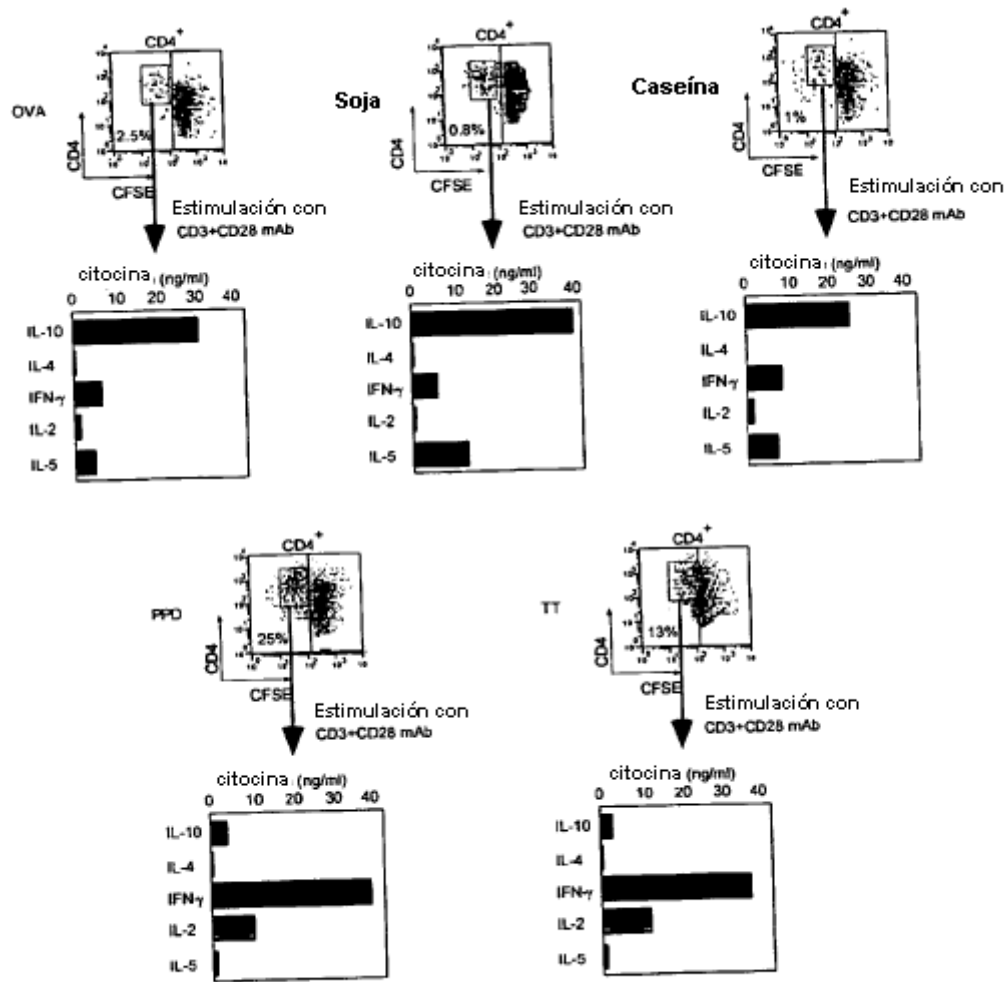 CD4+
OVA
2.5%
CD4
CFSE
Estimulación con
CD3+CD28 mAb
citocina (ng/ml)
0 10 20 30 40
IL-10
IL-4
IFN-γ
IL-2
IL-5
CD4+
Soja
0.8%
CD4
CFSE
Estimulación con
CD3+CD28 mAb
citocina (ng/ml)
0 10 20 30 40
IL-10
IL-4
IFN-γ
IL-2
IL-5
CD4+
Caseína
1%
CD4
CFSE
Estimulación con
CD3+CD28 mAb
citocina (ng/ml)
0 10 20 30 40
IL-10
IL-4
IFN-γ
IL-2
IL-5
CD4+
PPD
25%
CD4
CFSE
Estimulación con
CD3+CD28 mAb
citocina (ng/ml)
0 10 20 30 40
IL-10
IL-4
IFN-γ
IL-2
IL-5
CD4+
TT
13%
CD4
CFSE
Estimulación con
CD3+CD28 mAb
citocina (ng/ml)
0 10 20 30 40
IL-10
IL-4
IFN-γ
IL-2
IL-5